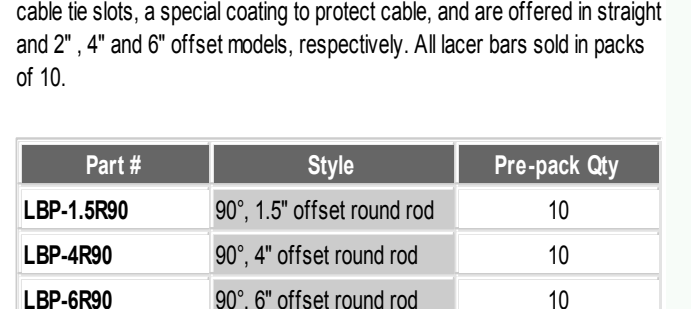 cable tie slots, a special coating to protect cable, and are offered in straight
and 2" , 4" and 6" offset models, respectively. All lacer bars sold in packs
of 10.
Part # Style Pre-pack Qty
LBP-1.5R90 90°, 1.5" offset round rod 10
LBP-4R90 90°, 4" offset round rod 10
LBP-6R90 90°, 6" offset round rod 10